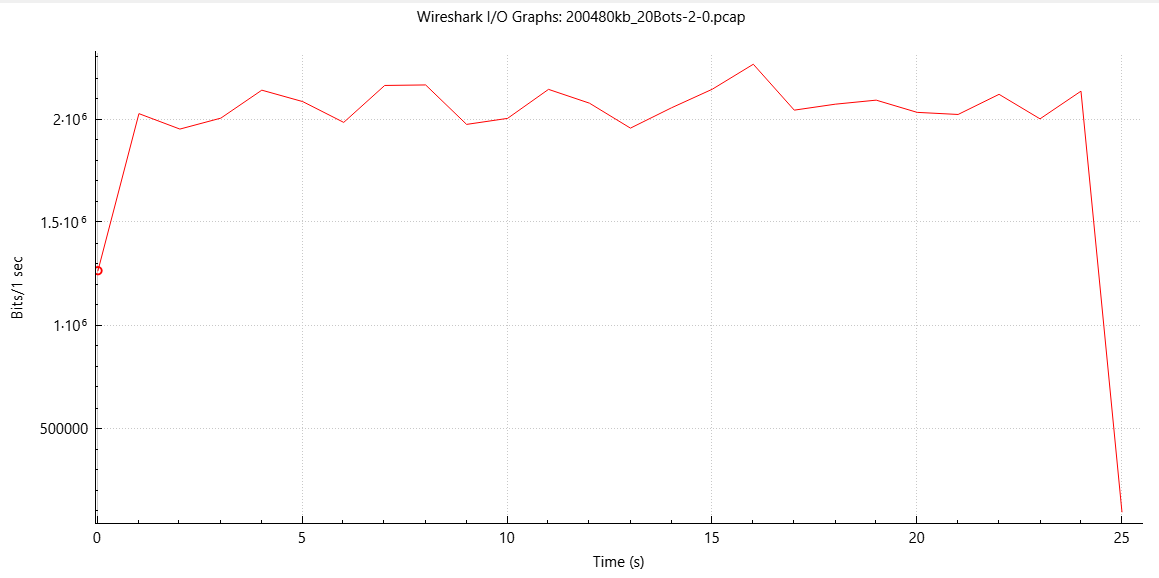 Wireshark I/O Graphs: 200480kb_20Bots-2-0.pcap
2·10⁶
1.5·10⁶
1·10⁶
500000
Bits/1 sec
0 5 10 15 20 25
Time (s)